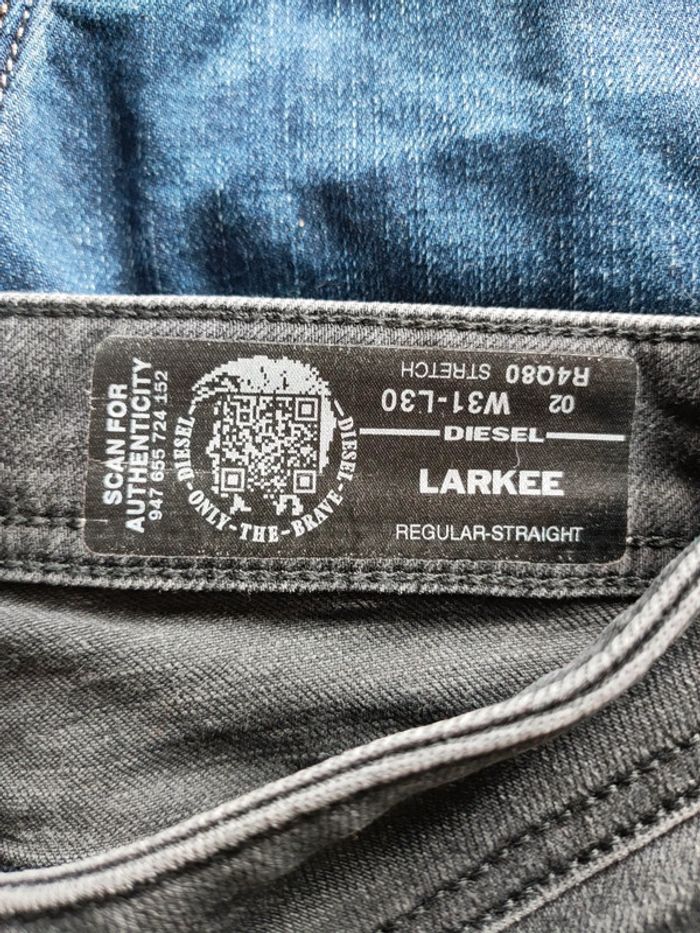 SCAN FOR
AUTHENTICITY
947 655 724 152
DIESEL
DIESEL
-ONLY-THE-BRAVE-
R4Q80 STRETCH
02 W31-L30
DIESEL
LARKEE
REGULAR-STRAIGHT